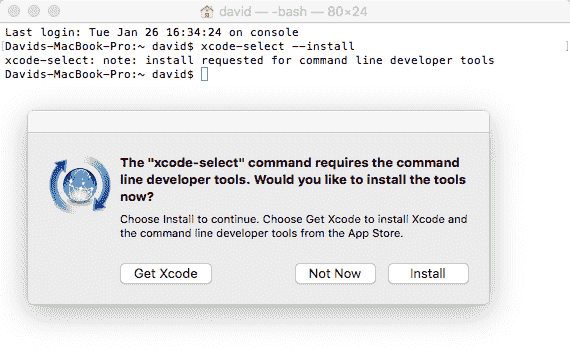 david — -bash — 80×24
Last login: Tue Jan 26 16:34:24 on console
[Davids-MacBook-Pro:~ david$ xcode-select --install ]
xcode-select: note: install requested for command line developer tools
Davids-MacBook-Pro:~ david$
The "xcode-select" command requires the command
line developer tools. Would you like to install the tools
now?
Choose Install to continue. Choose Get Xcode to install Xcode and
the command line developer tools from the App Store.
Get Xcode Not Now Install